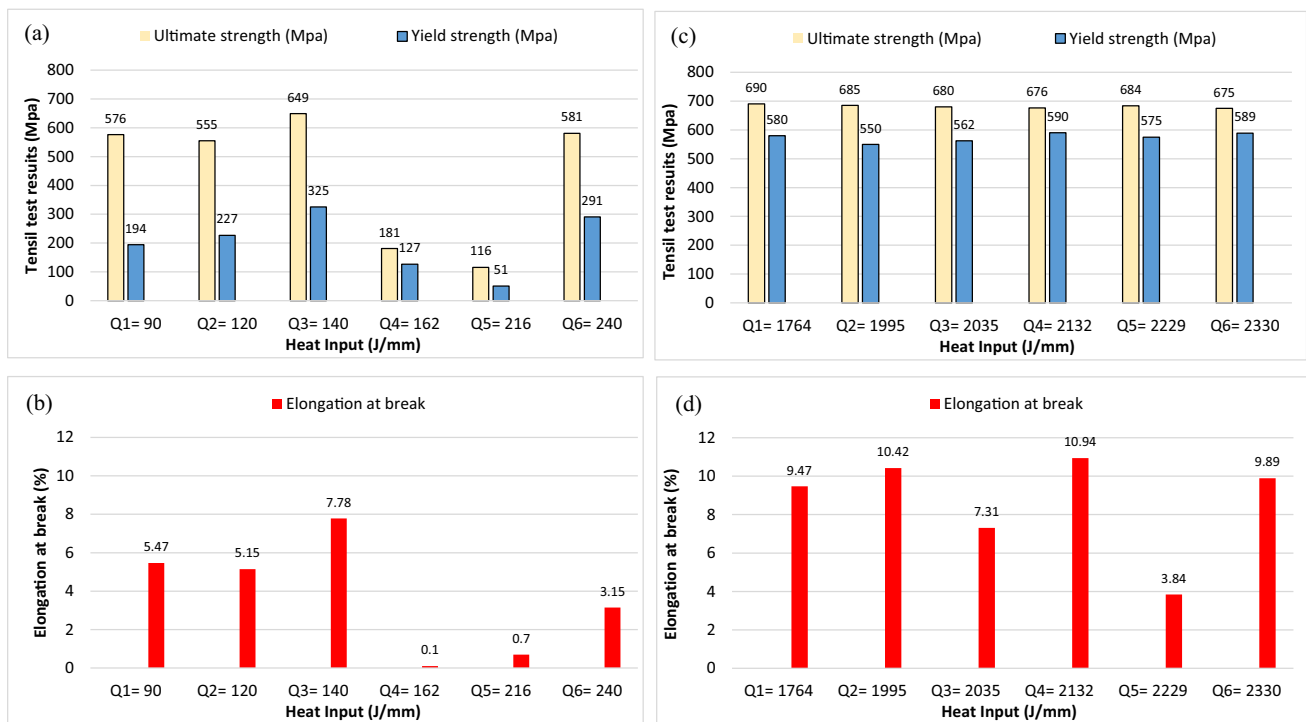 (a)
Ultimate strength (Mpa) Yield strength (Mpa)
Tensil test resuits (Mpa)
800
700
600
500
400
300
200
100
0
576 194
555 227
649 325
181 127
116 51
581 291
Q1= 90 Q2= 120 Q3= 140 Q4= 162 Q5= 216 Q6= 240
Heat Input (J/mm)
(c)
Ultimate strength (Mpa) Yield strength (Mpa)
Tensil test resuits (Mpa)
800
700
600
500
400
300
200
100
0
690 580
685 550
680 562
676 590
684 575
675 589
Q1= 1764 Q2= 1995 Q3= 2035 Q4= 2132 Q5= 2229 Q6= 2330
Heat Input (J/mm)
(b)
Elongation at break
Elongation at break (%)
12
10
8
6
4
2
0
5.47 5.15 7.78 0.1 0.7 3.15
Q1= 90 Q2= 120 Q3= 140 Q4= 162 Q5= 216 Q6= 240
Heat Input (J/mm)
(d)
Elongation at break
Elongation at break (%)
12
10
8
6
4
2
0
9.47 10.42 7.31 10.94 3.84 9.89
Q1= 1764 Q2= 1995 Q3= 2035 Q4= 2132 Q5= 2229 Q6= 2330
Heat Input (J/mm)